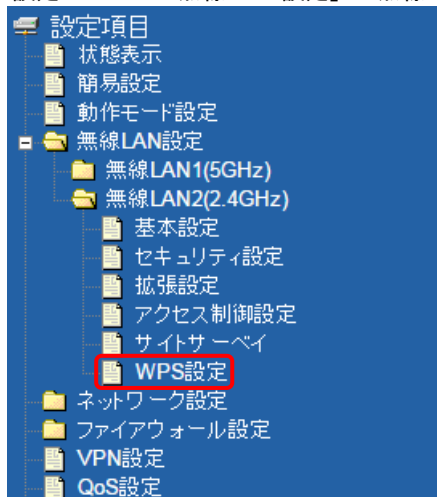 設定項目
状態表示
簡易設定
動作モード設定
無線LAN設定
無線LAN1(5GHz)
無線LAN2(2.4GHz)
基本設定
セキュリティ設定
拡張設定
アクセス制御設定
サイトサーベイ
WPS設定
ネットワーク設定
ファイアウォール設定
VPN設定
QoS設定